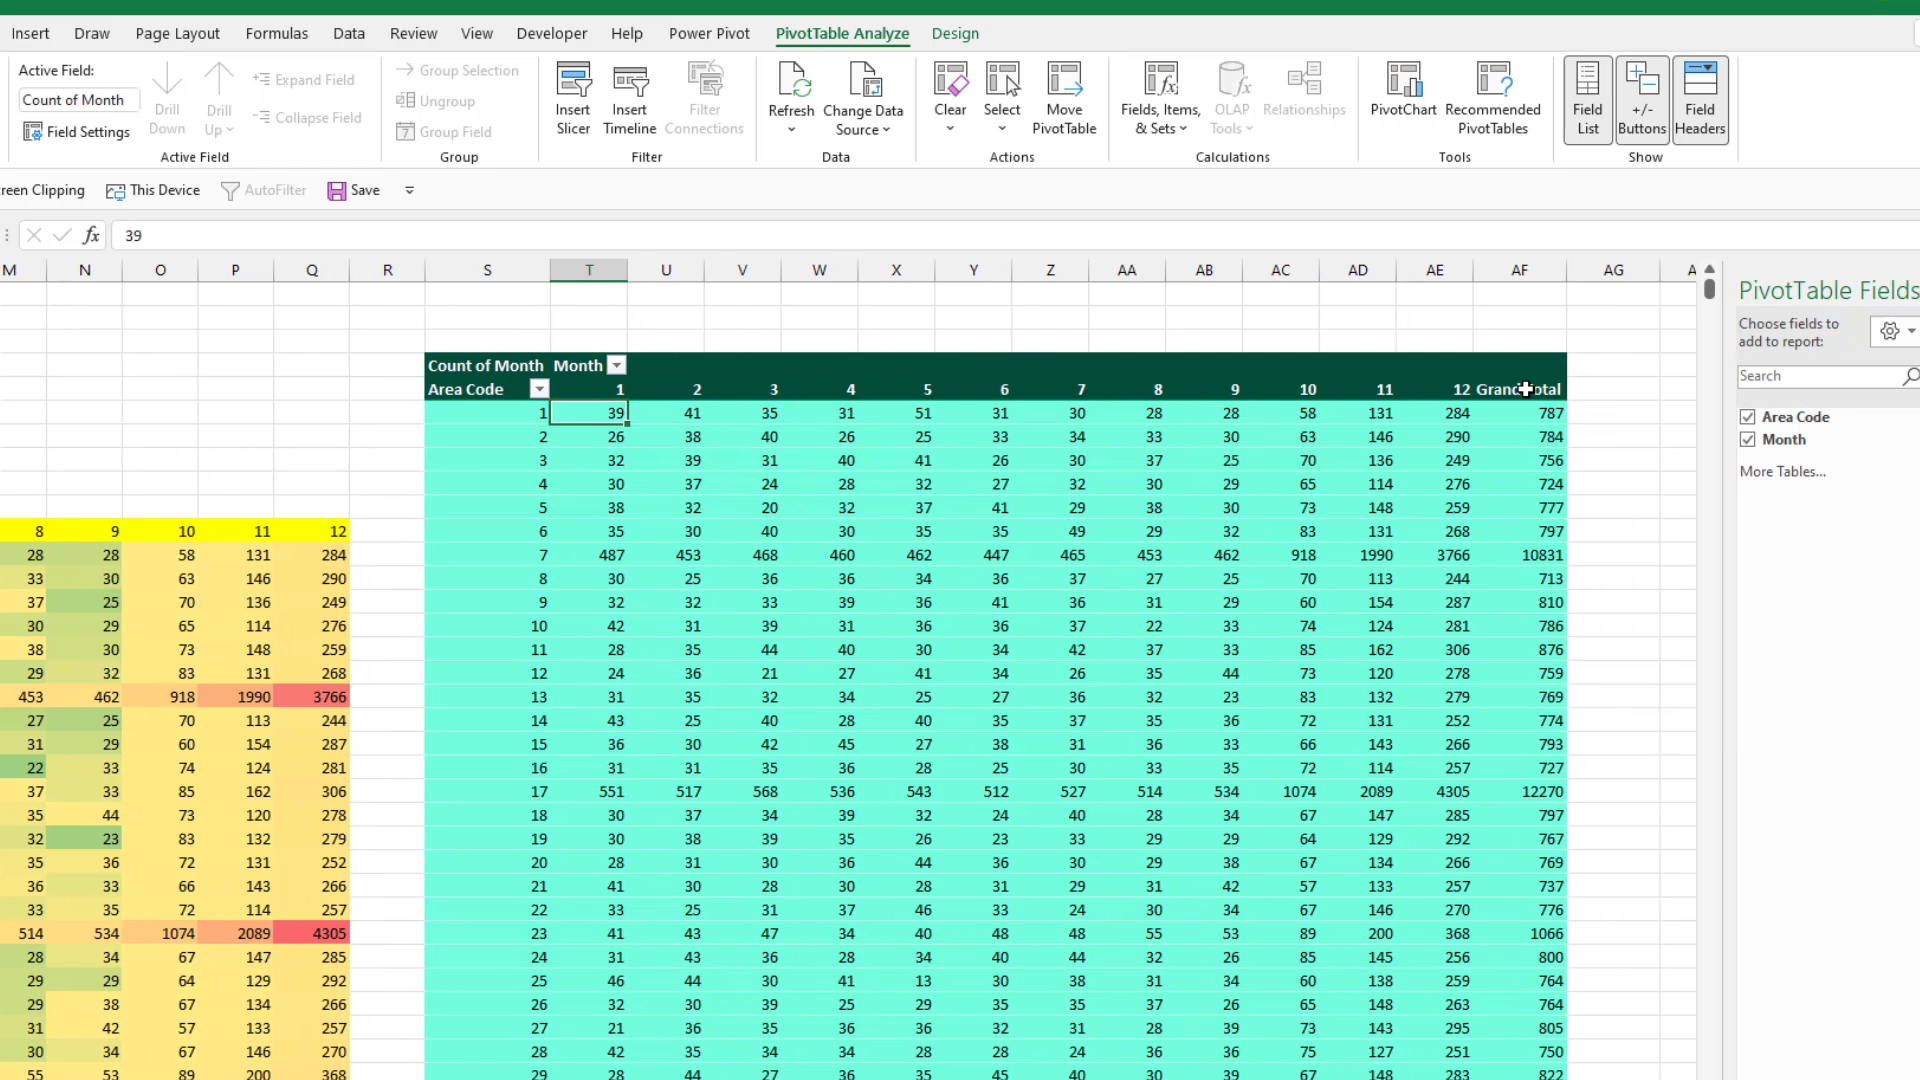 Insert Draw Page Layout Formulas Data Review View Developer Help Power Pivot PivotTable Analyze Design
Active Field:
Count of Month
Field Settings
Drill Down
Drill Up
Expand Field
Collapse Field
Active Field
Group Selection
Ungroup
7 Group Field
Group
Insert Slicer
Insert Timeline
Filter Connections
Filter
Refresh
Change Data Source
Data
Clear
Select
Move PivotTable
Actions
Fields, Items, & Sets
OLAP Tools
Relationships
Calculations
PivotChart
Recommended PivotTables
Tools
Field List
+/- Buttons
Field Headers
Show
reen Clipping This Device AutoFilter Save
fx 39
M N O P Q R S T U V W X Y Z AA AB AC AD AE AF AG A
PivotTable Fields
Choose fields to
add to report:
Search
Area Code
Month
More Tables...
Count of Month Month
Area Code 1 2 3 4 5 6 7 8 9 10 11 12 Grand Total
1 39 41 35 31 51 31 30 28 28 58 131 284 787
2 26 38 40 26 25 33 34 33 30 63 146 290 784
3 32 39 31 40 41 26 30 37 25 70 136 249 756
4 30 37 24 28 32 27 32 30 29 65 114 276 724
5 38 32 20 32 37 41 29 38 30 73 148 259 777
8 9 10 11 12 6 35 30 40 30 35 35 49 29 32 83 131 268 797
28 28 58 131 284 7 487 453 468 460 462 447 465 453 462 918 1990 3766 10831
33 30 63 146 290 8 30 25 36 36 34 36 37 27 25 70 113 244 713
37 25 70 136 249 9 32 32 33 39 36 41 36 31 29 60 154 287 810
30 29 65 114 276 10 42 31 39 31 36 36 37 22 33 74 124 281 786
38 30 73 148 259 11 28 35 44 40 30 34 42 37 33 85 162 306 876
29 32 83 131 268 12 24 36 21 27 41 34 26 35 44 73 120 278 759
453 462 918 1990 3766 13 31 35 32 34 25 27 36 32 23 83 132 279 769
27 25 70 113 244 14 43 25 40 28 40 35 37 35 36 72 131 252 774
31 29 60 154 287 15 36 30 42 45 27 38 31 36 33 66 143 266 793
22 33 74 124 281 16 31 31 35 36 28 25 30 33 35 72 114 257 727
37 33 85 162 306 17 551 517 568 536 543 512 527 514 534 1074 2089 4305 12270
35 44 73 120 278 18 30 37 34 39 32 24 40 28 34 67 147 285 797
32 23 83 132 279 19 30 38 39 35 26 23 33 29 29 64 129 292 767
35 36 72 131 252 20 28 31 30 36 44 36 30 29 38 67 134 266 769
36 33 66 143 266 21 41 30 28 30 28 31 29 31 42 57 133 257 737
33 35 72 114 257 22 33 25 31 37 46 33 24 30 34 67 146 270 776
514 534 1074 2089 4305 23 41 43 47 34 40 48 48 55 53 89 200 368 1066
28 34 67 147 285 24 31 43 36 28 34 40 44 32 26 85 145 256 800
29 29 64 129 292 25 46 44 30 41 13 30 38 31 34 60 138 259 764
29 38 67 134 266 26 32 30 39 25 29 35 35 37 26 65 148 263 764
31 42 57 133 257 27 21 36 35 36 36 32 31 28 39 73 143 295 805
30 34 67 146 270 28 42 35 34 34 28 28 24 36 36 75 127 251 750
55 53 89 200 368 29 28 44 27 36 35 45 40 30 39 67 148 283 822